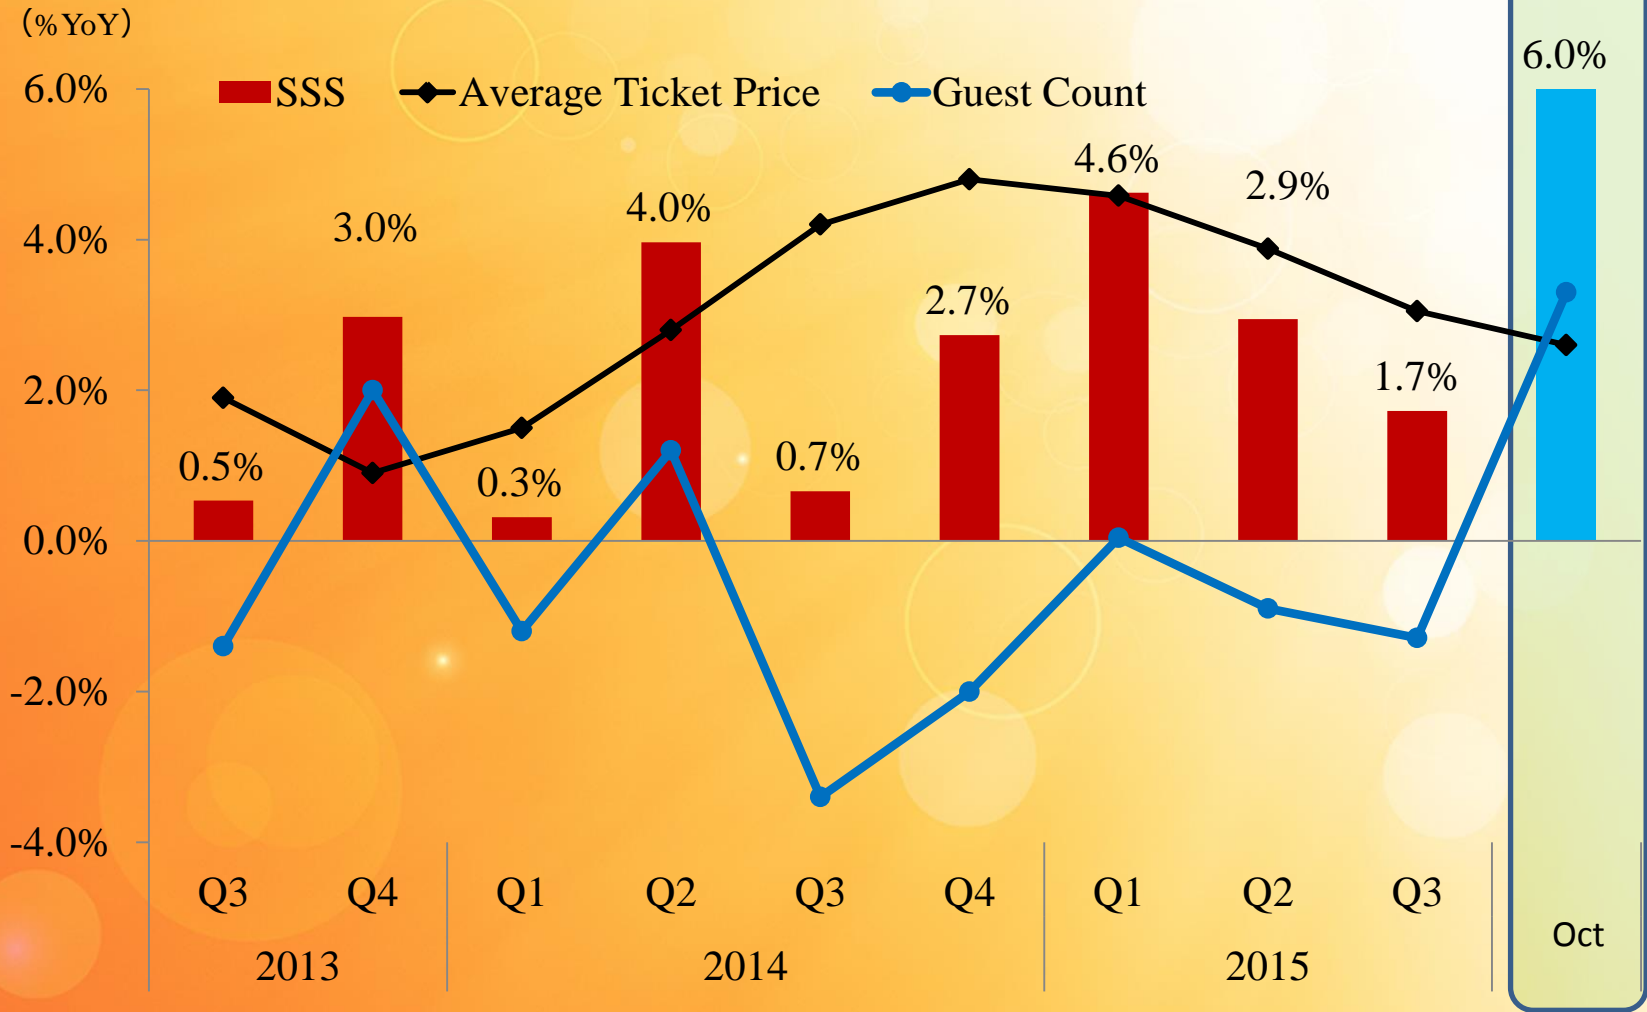 (%YoY)
6.0%
6.0%
SSS
Average Ticket Price
Guest Count
4.6%
2.9%
4.0%
3.0%
4.0%
2.7%
1.7%
2.0%
0.5%
0.3%
0.7%
0.0%
-2.0%
-4.0%
Q3 Q4 Q1 Q2 Q3 Q4 Q1 Q2 Q3
Oct
2013 2014 2015